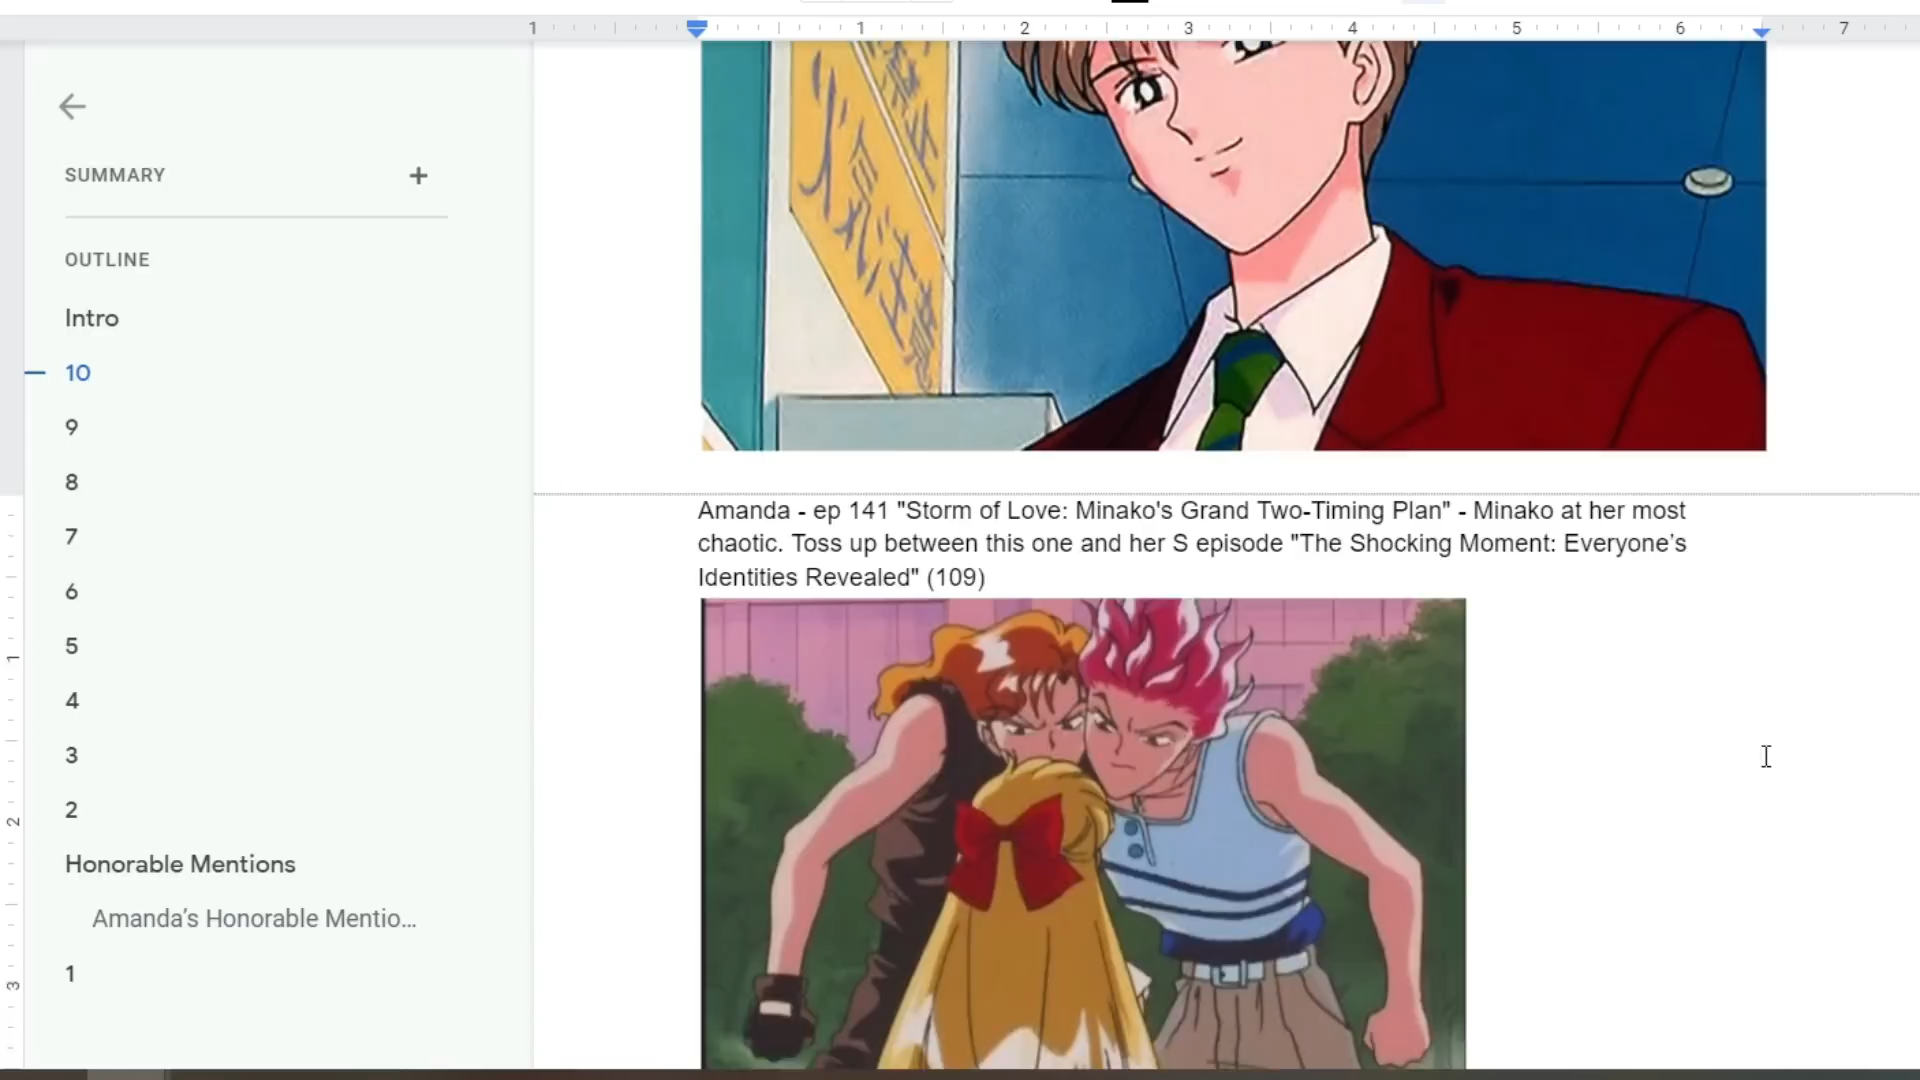 1 1 2 3 4 5 6 7
SUMMARY
OUTLINE
Intro
10
9
8
7
6
5
4
3
2
Honorable Mentions
Amanda’s Honorable Mentio...
1
Amanda - ep 141 "Storm of Love: Minako's Grand Two-Timing Plan" - Minako at her most
chaotic. Toss up between this one and her S episode "The Shocking Moment: Everyone’s
Identities Revealed" (109)
1
2
3